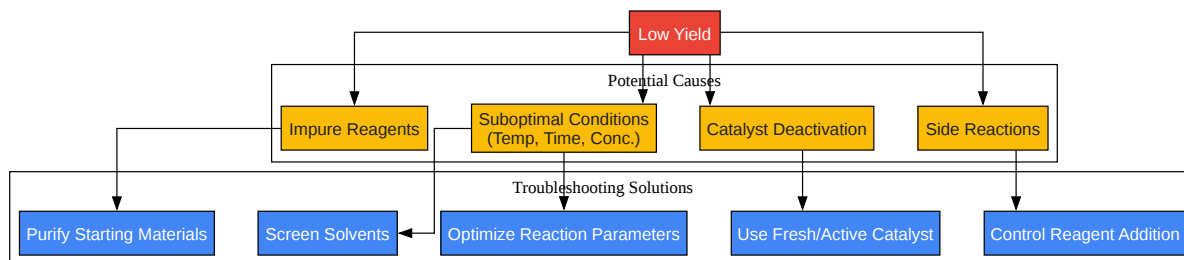 Low Yield
Potential Causes
Impure Reagents
Suboptimal Conditions
(Temp, Time, Conc.)
Catalyst Deactivation
Side Reactions
Troubleshooting Solutions
Purify Starting Materials
Screen Solvents
Optimize Reaction Parameters
Use Fresh/Active Catalyst
Control Reagent Addition